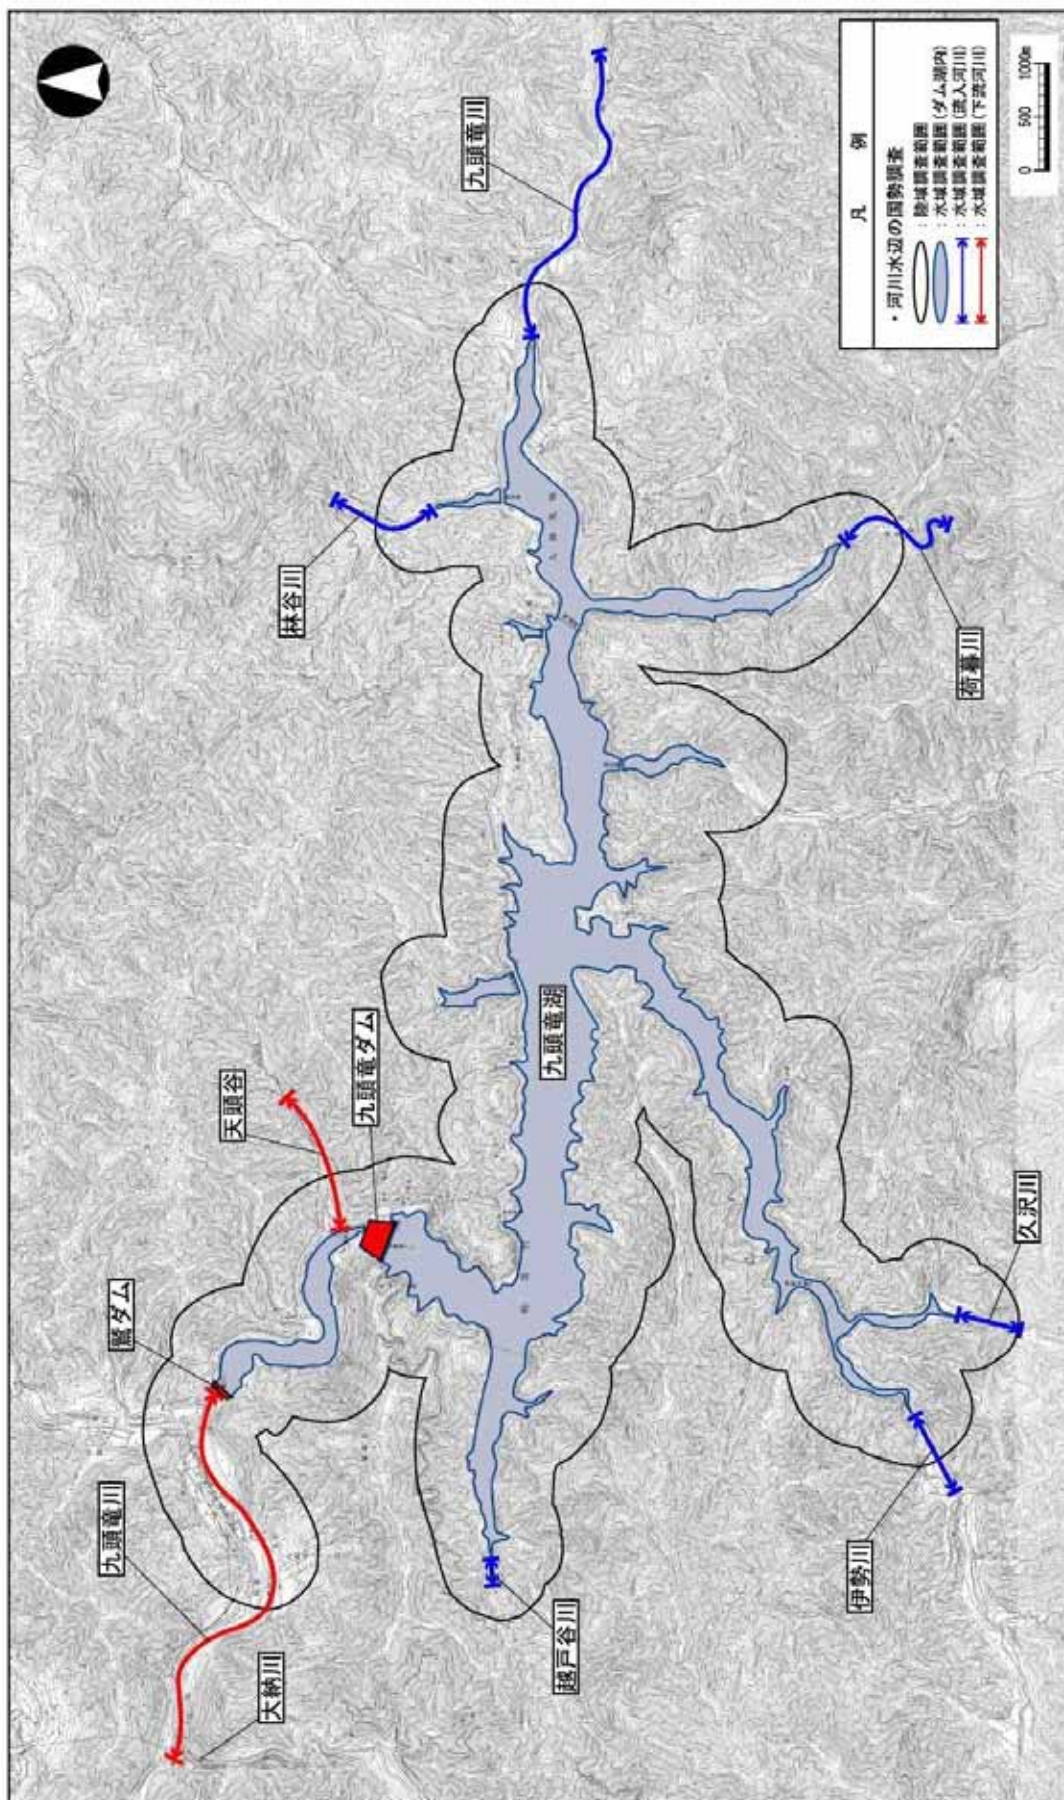 大納川
九頭竜川
鷲ダム
天頭谷
九頭竜ダム
林谷川
九頭竜川
越戸谷川
九頭竜湖
伊勢川
久沢川
荷暮川
凡 例
・河川水辺の国勢調査
：陸域調査範囲
：水域調査範囲(ダム湖内)
：水域調査範囲(流入河川)
：水域調査範囲(下流河川)
0 500 1000m